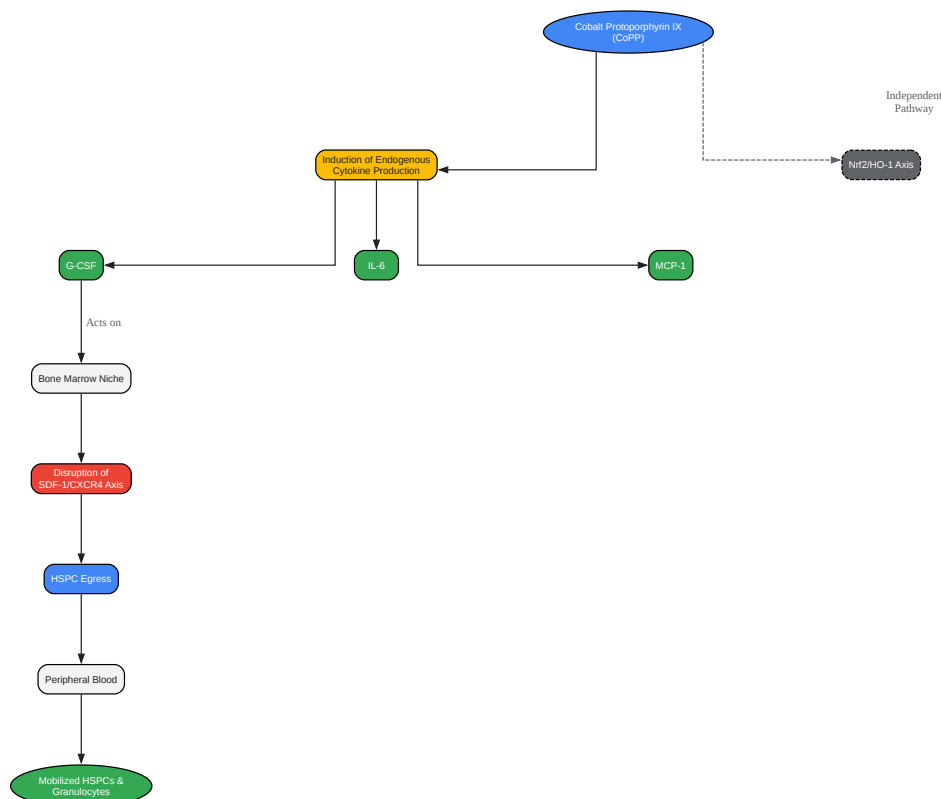 Cobalt Protoporphyrin IX
(CoPP)
Independent
Pathway
Induction of Endogenous
Cytokine Production
Nrf2/HO-1 Axis
G-CSF
IL-6
MCP-1
Acts on
Bone Marrow Niche
Disruption of
SDF-1/CXCR4 Axis
HSPC Egress
Peripheral Blood
Mobilized HSPCs &
Granulocytes